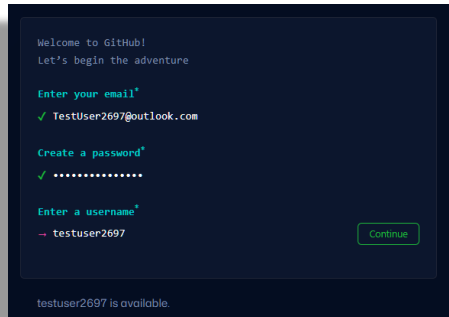 Welcome to GitHub!
Let’s begin the adventure
Enter your email*
✓ TestUser2697@outlook.com
Create a password*
✓ •••••••••••••••
Enter a username*
→ testuser2697
Continue
testuser2697 is available.